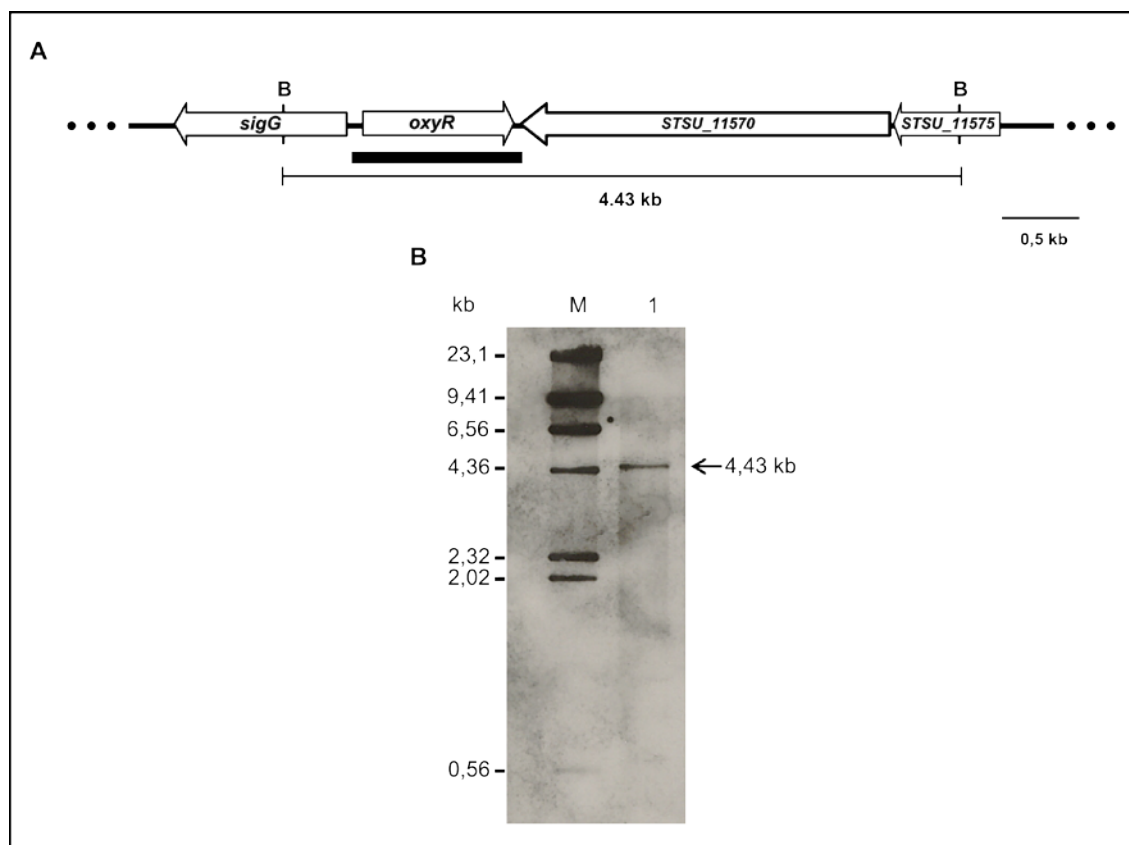 A
B B
sigG oxyR STSU_11570 STSU_11575
4.43 kb
0,5 kb
B
kb M 1
23,1
9,41
6,56
4,36 4,43 kb
2,32
2,02
0,56